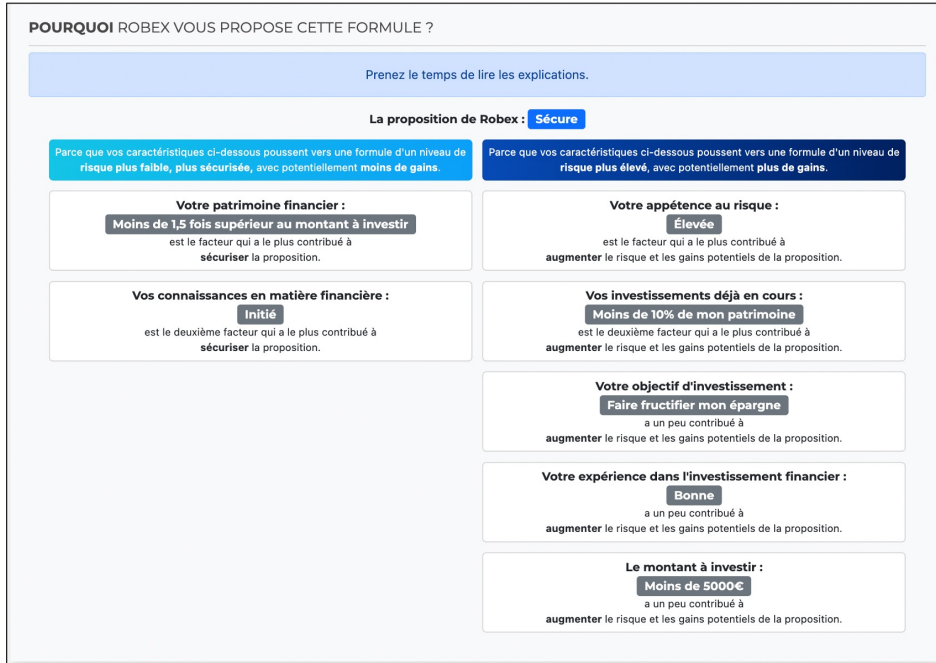 POURQUOI ROBEX VOUS PROPOSE CETTE FORMULE ?
Prenez le temps de lire les explications.
La proposition de Robex : Sécure
Parce que vos caractéristiques ci-dessous poussent vers une formule d'un niveau de
risque plus faible, plus sécurisée, avec potentiellement moins de gains.
Votre patrimoine financier :
Moins de 1,5 fois supérieur au montant à investir
est le facteur qui a le plus contribué à
sécuriser la proposition.
Vos connaissances en matière financière :
Initié
est le deuxième facteur qui a le plus contribué à
sécuriser la proposition.
Parce que vos caractéristiques ci-dessous poussent vers une formule d'un niveau de
risque plus élevé, avec potentiellement plus de gains.
Votre appétence au risque :
Élevée
est le facteur qui a le plus contribué à
augmenter le risque et les gains potentiels de la proposition.
Vos investissements déjà en cours :
Moins de 10% de mon patrimoine
est le deuxième facteur qui a le plus contribué à
augmenter le risque et les gains potentiels de la proposition.
Votre objectif d'investissement :
Faire fructifier mon épargne
a un peu contribué à
augmenter le risque et les gains potentiels de la proposition.
Votre expérience dans l'investissement financier :
Bonne
a un peu contribué à
augmenter le risque et les gains potentiels de la proposition.
Le montant à investir :
Moins de 5000€
a un peu contribué à
augmenter le risque et les gains potentiels de la proposition.